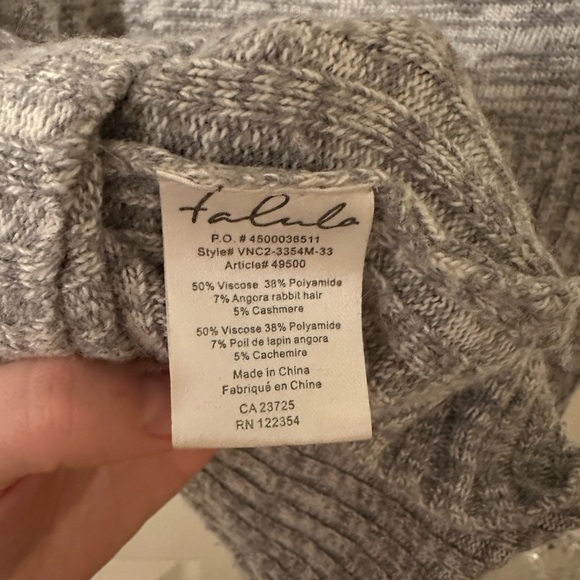 Talula
P.O. # 4500036511
Style# VNC2-3354M-33
Article# 49500
50% Viscose 38% Polyamide
7% Angora rabbit hair
5% Cashmere
50% Viscose 38% Polyamide
7% Poil de lapin angora
5% Cachemire
Made in China
Fabriqué en Chine
CA 23725
RN 122354